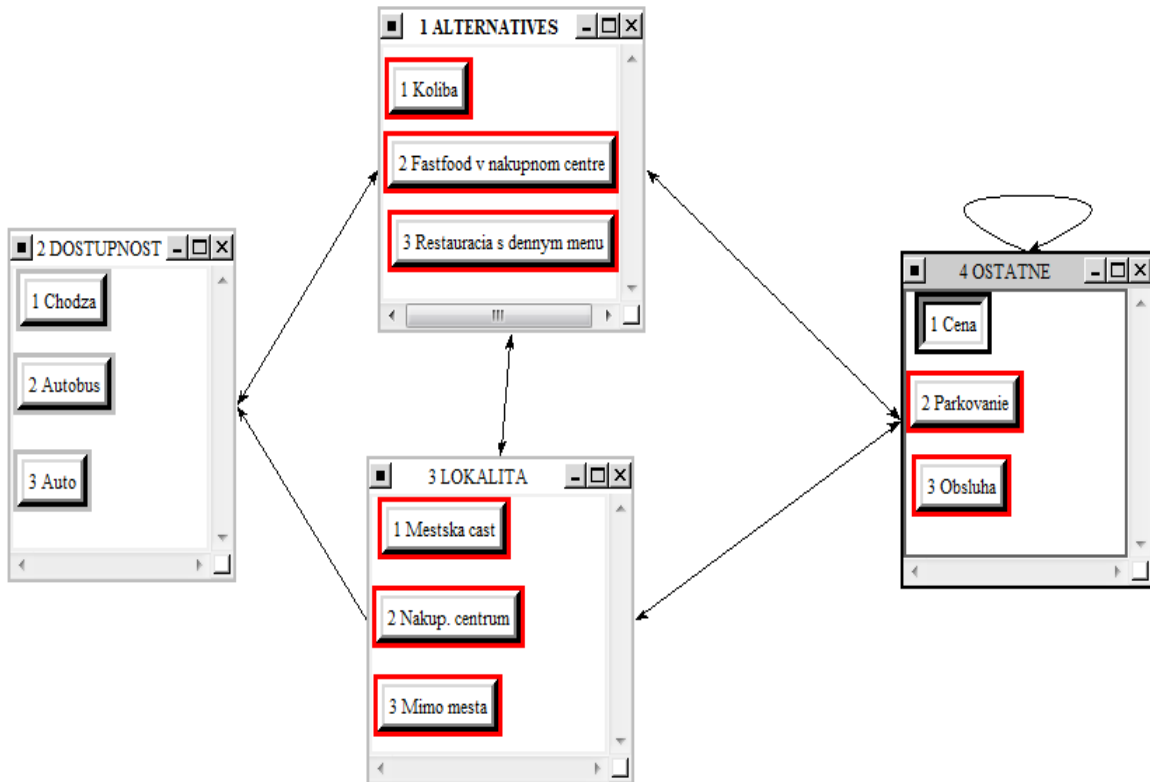 1 ALTERNATIVES
1 Koliba
2 Fastfood v nakupnom centre
3 Restauracia s dennym menu
2 DOSTUPNOST
1 Chodza
2 Autobus
3 Auto
3 LOKALITA
1 Mestska cast
2 Nakup. centrum
3 Mimo mesta
4 OSTATNE
1 Cena
2 Parkovanie
3 Obsluha